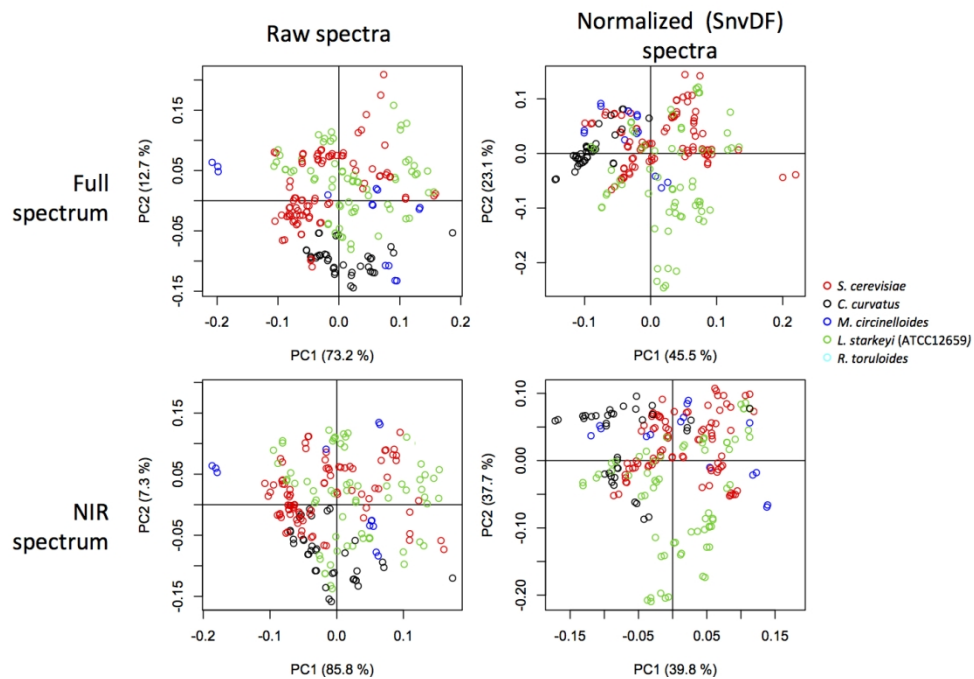 Raw spectra
Normalized (SnvDF)
spectra
Full
spectrum
PC2 (12.7 %)
0.15
0.05
-0.05
-0.15
-0.2
-0.1
0.0
0.1
0.2
PC1 (73.2 %)
PC2 (23.1 %)
0.1
0.0
-0.1
-0.2
-0.1
0.0
0.1
0.2
PC1 (45.5 %)
S. cerevisiae
C. curvatus
M. circinelloides
L. starkeyi (ATCC12659)
R. toruloides
NIR
spectrum
PC2 (7.3 %)
0.15
0.05
-0.05
-0.15
-0.2
-0.1
0.0
0.1
PC1 (85.8 %)
PC2 (37.7 %)
0.10
0.00
-0.10
-0.20
-0.15
-0.05
0.05
0.15
PC1 (39.8 %)